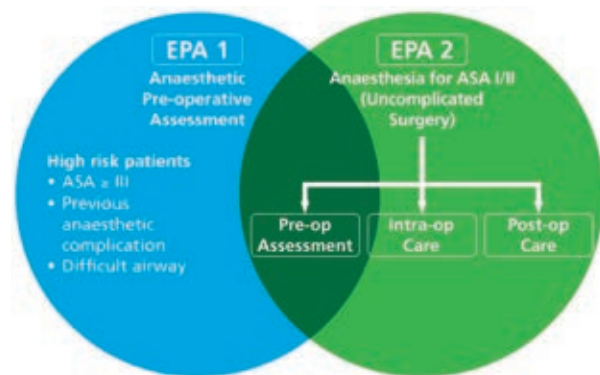 EPA 1
Anaesthetic
Pre-operative
Assessment
High risk patients
• ASA ≥ III
• Previous
anaesthetic
complication
• Difficult airway
EPA 2
Anaesthesia for ASA I/II
(Uncomplicated
Surgery)
Pre-op
Assessment
Intra-op
Care
Post-op
Care